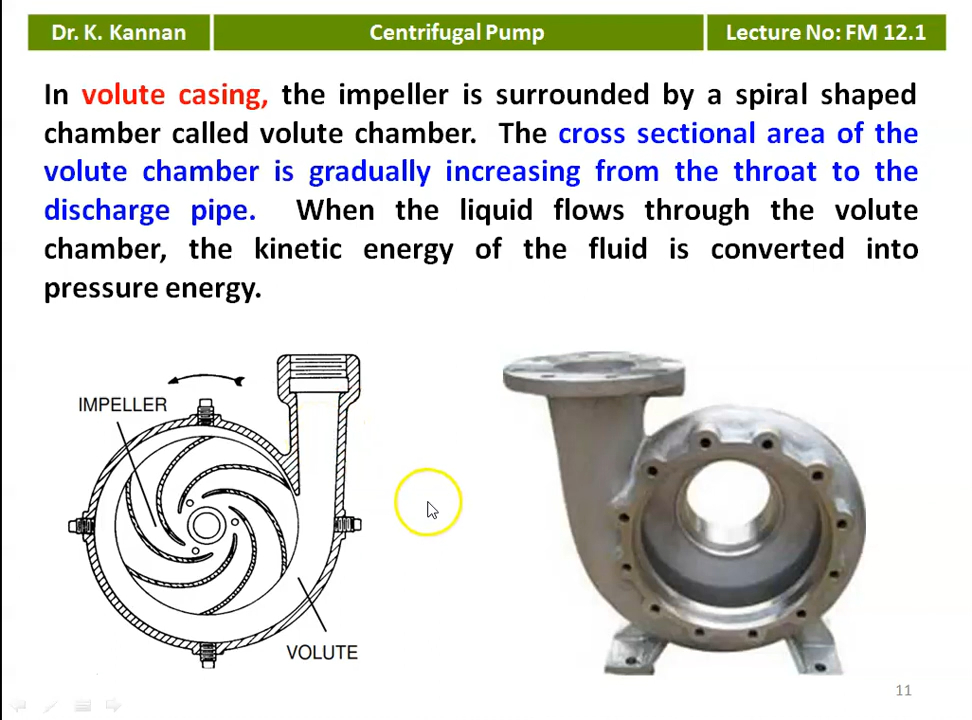 Dr. K. Kannan
Centrifugal Pump
Lecture No: FM 12.1
In volute casing, the impeller is surrounded by a spiral shaped
chamber called volute chamber. The cross sectional area of the
volute chamber is gradually increasing from the throat to the
discharge pipe. When the liquid flows through the volute
chamber, the kinetic energy of the fluid is converted into
pressure energy.
IMPELLER
VOLUTE
11